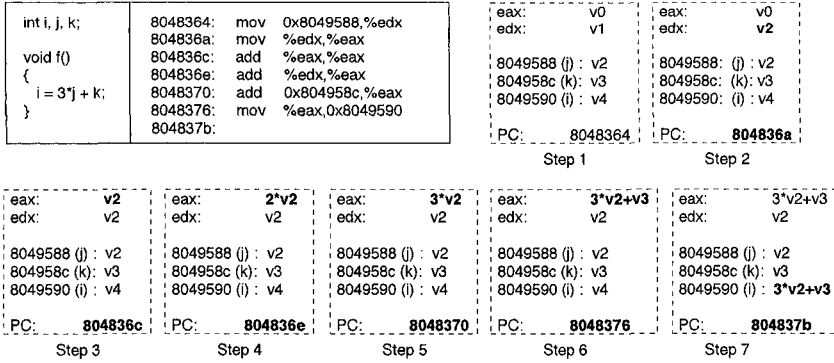 int i, j, k;
void f()
{
i = 3*j + k;
}
8048364: mov 0x8049588,%edx
804836a: mov %edx,%eax
804836c: add %eax,%eax
804836e: add %edx,%eax
8048370: add 0x804958c,%eax
8048376: mov %eax,0x8049590
804837b:
eax: v0
edx: v1
8049588 (j) : v2
804958c (k) : v3
8049590 (i) : v4
PC: 8048364
Step 1
eax: v0
edx: v2
8049588: (j) : v2
804958c: (k): v3
8049590: (i) : v4
PC: 804836a
Step 2
eax: v2
edx: v2
8049588 (j) : v2
804958c (k): v3
8049590 (i) : v4
PC: 804836c
Step 3
eax: 2*v2
edx: v2
8049588 (j) : v2
804958c (k): v3
8049590 (i) : v4
PC: 804836e
Step 4
eax: 3*v2
edx: v2
8049588 (j) : v2
804958c (k): v3
8049590 (i) : v4
PC: 8048370
Step 5
eax: 3*v2+v3
edx: v2
8049588 (j) : v2
804958c (k): v3
8049590 (i) : v4
PC: 8048376
Step 6
eax: 3*v2+v3
edx: v2
8049588 (j) : v2
804958c (k): v3
8049590 (i) : 3*v2+v3
PC: 804837b
Step 7